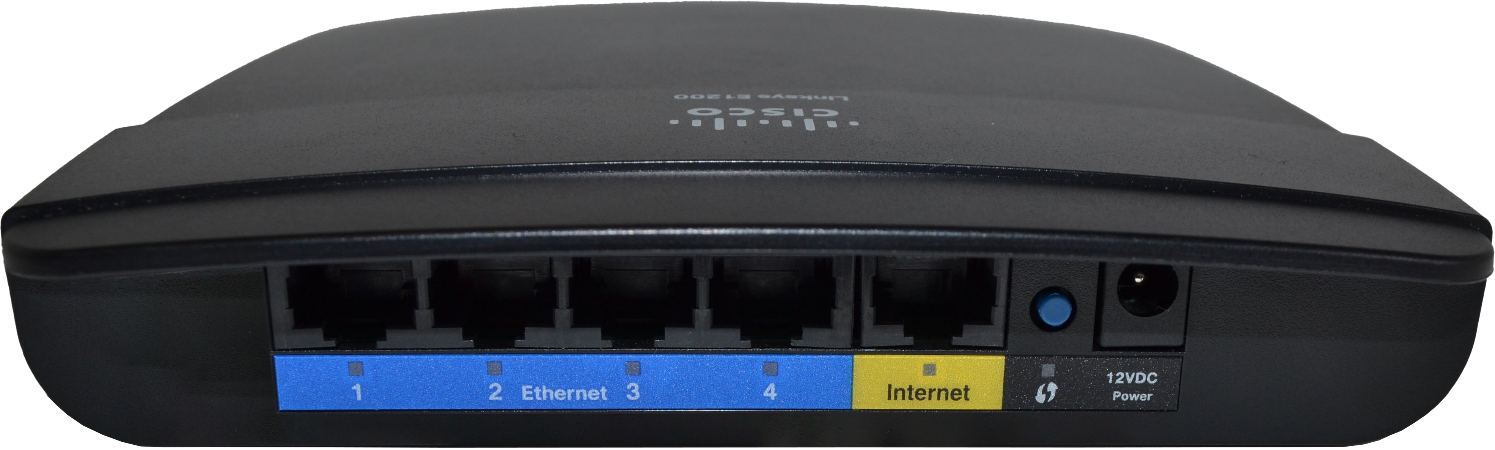 Linksys E1200
CISCO
1 2 Ethernet 3 4 Internet 12VDC
Power